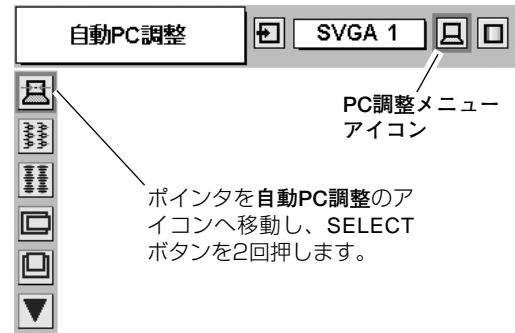 自動PC調整
SVGA 1
PC調整メニュー
アイコン
ポインタを自動PC調整のア
イコンへ移動し、SELECT
ボタンを2回押します。